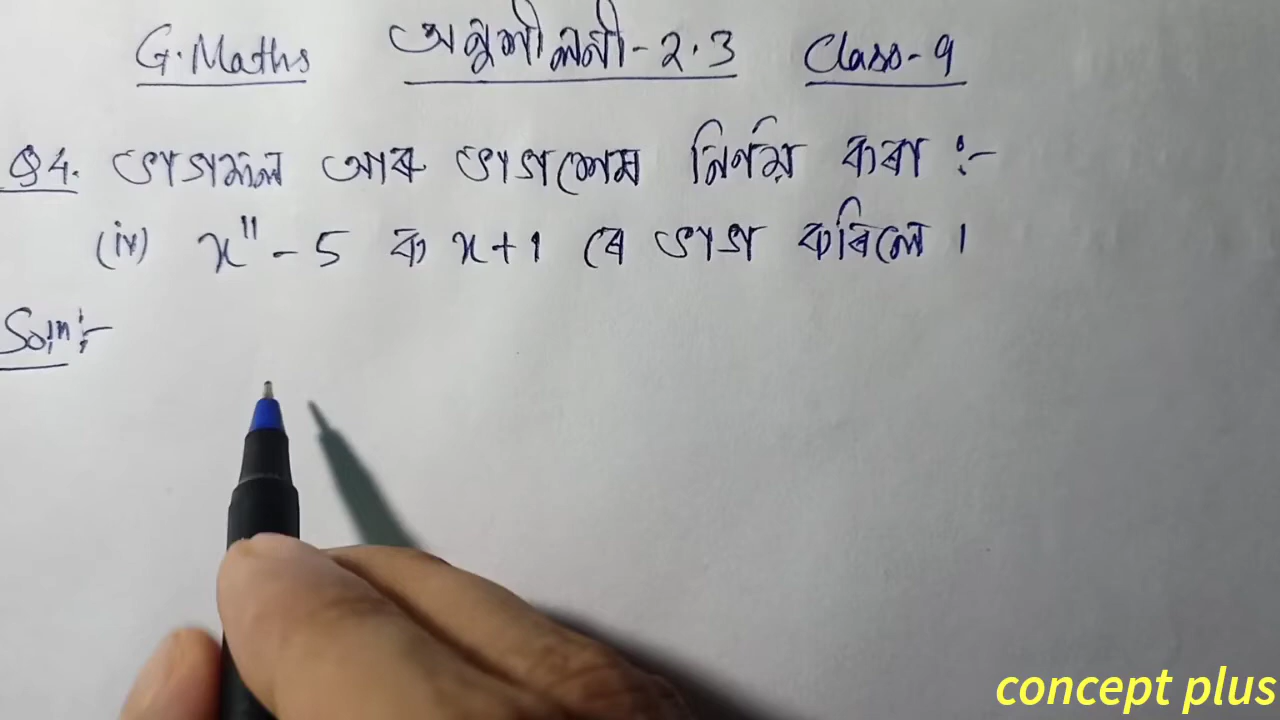 G. Maths অনুশীলনী - 2.3 Class - 9
Q4. ভাগফল আৰু ভাগশেষ নিৰ্ণয় কৰা :-
(iv) x¹¹ - 5 ক x + 1 ৰে ভাগ কৰিলে ।
Soln :-
concept plus